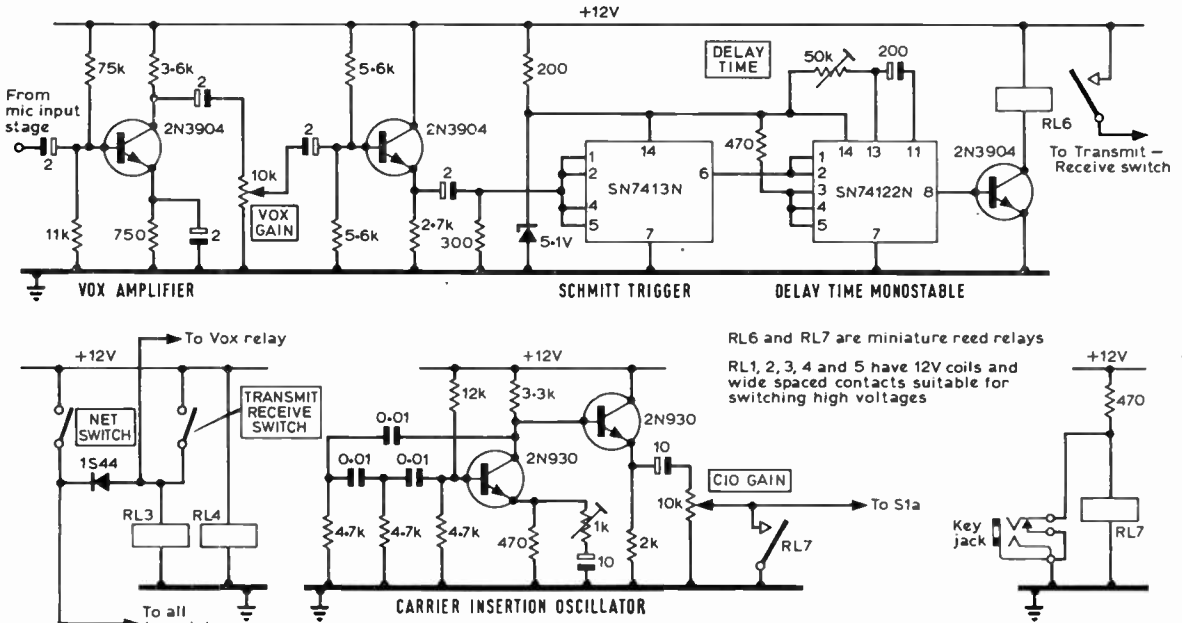 +12V
75k
3·6k
5·6k
200
DELAY
TIME
50k
200
From
mic input
stage
2
2N3904
2
2
2N3904
10k
VOX
GAIN
2
11k
750
2
5·6k
2·7k
300
5·1V
14
1
2
4
5
SN7413N
6
7
470
14
13
11
1
2
3
4
5
SN74122N
8
7
2N3904
RL6
To Transmit –
Receive switch
VOX AMPLIFIER
SCHMITT TRIGGER
DELAY TIME MONOSTABLE
To Vox relay
+12V
NET
SWITCH
TRANSMIT
RECEIVE
SWITCH
1S44
RL3
RL4
To all
+12V
12k
3·3k
0·01
0·01
0·01
2N930
2N930
4·7k
4·7k
4·7k
470
1k
10
2k
10
10k
CIO GAIN
To S1a
RL7
CARRIER INSERTION OSCILLATOR
RL6 and RL7 are miniature reed relays
RL1, 2, 3, 4 and 5 have 12V coils and
wide spaced contacts suitable for
switching high voltages
+12V
470
Key
jack
RL7